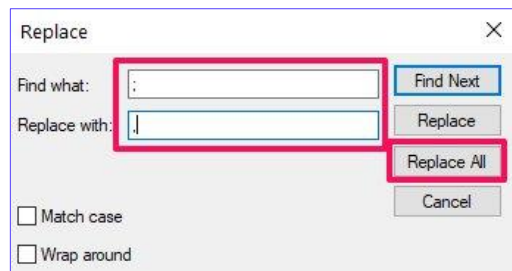 Replace
Find what: ;
Find Next
Replace with: ,
Replace
Replace All
Cancel
Match case
Wrap around